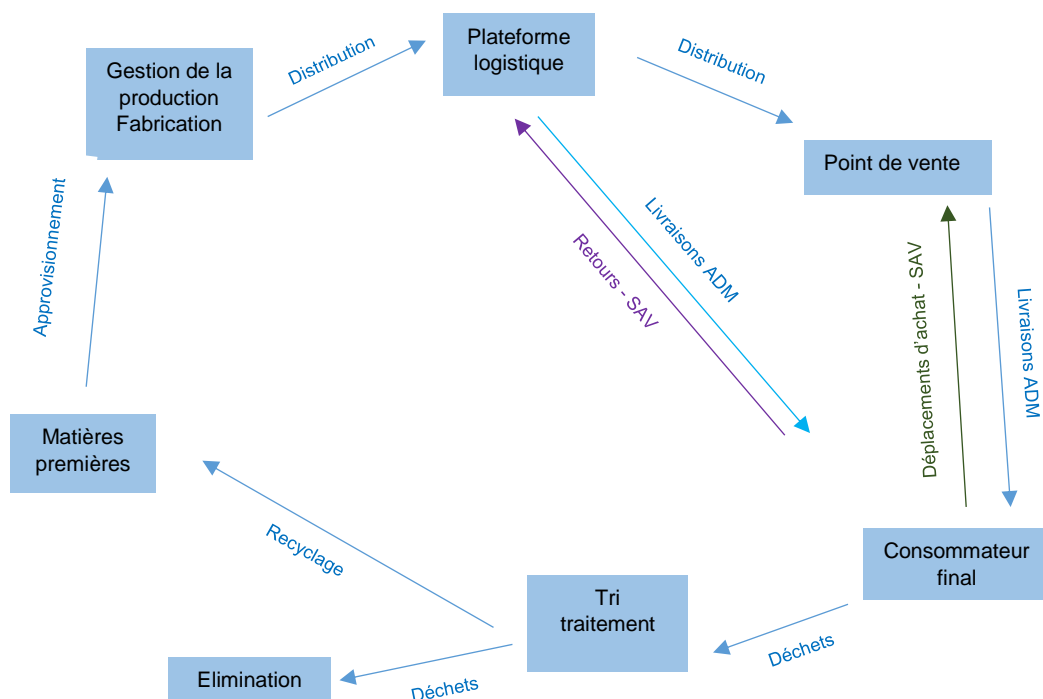 Plateforme
logistique
Distribution
Distribution
Gestion de la
production
Fabrication
Point de vente
Approvisionnement
Livraisons ADM
Retours - SAV
Déplacements d'achat - SAV
Livraisons ADM
Matières
premières
Recyclage
Consommateur
final
Tri
traitement
Déchets
Elimination
Déchets